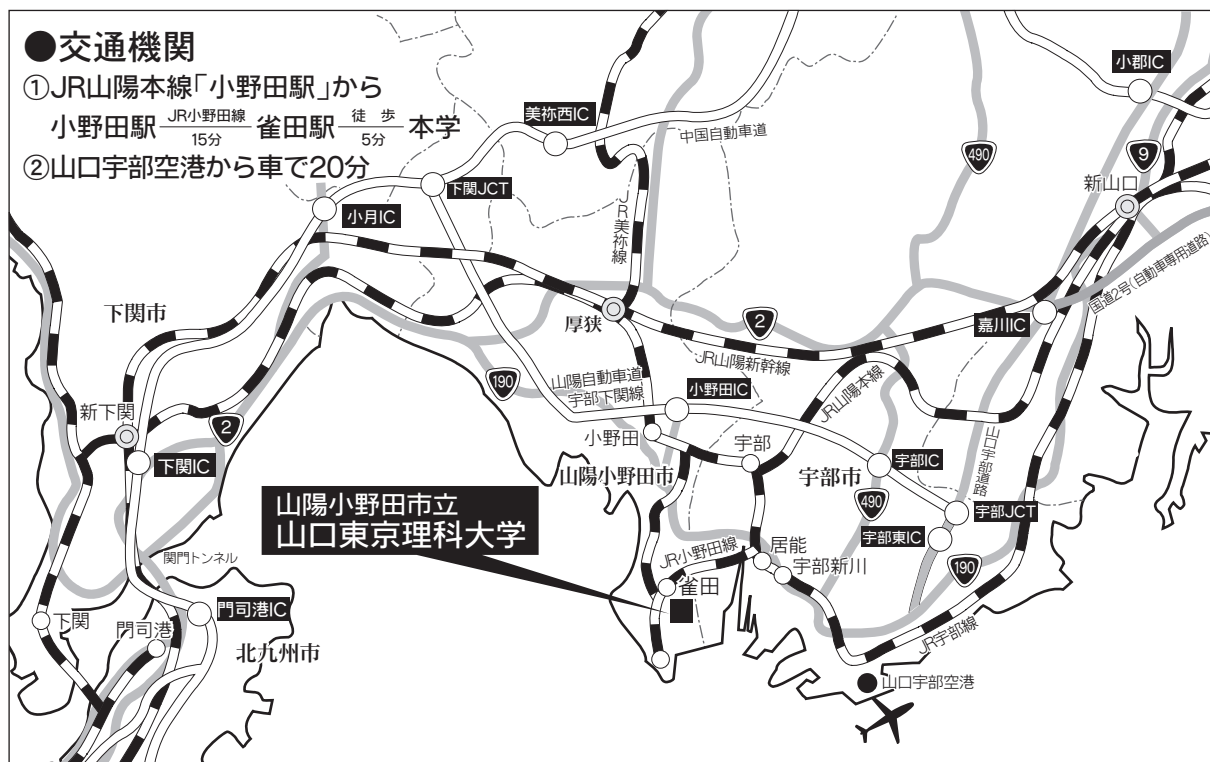 ●交通機関
①JR山陽本線「小野田駅」から
小野田駅 JR小野田線 15分 雀田駅 徒歩 5分 本学
②山口宇部空港から車で20分
小郡IC
美祢西IC
中国自動車道
490
9
新山口
下関JCT
小月IC
JR美祢線
国道2号(自動車専用道路)
下関市
厚狭
2
嘉川IC
JR山陽新幹線
190
山陽自動車道
宇部下関線
小野田IC
JR山陽本線
新下関
2
小野田
宇部
山口宇部道路
下関IC
山陽小野田市
宇部市
宇部IC
490
宇部JCT
山陽小野田市立
山口東京理科大学
宇部東IC
関門トンネル
JR小野田線
居能
宇部新川
190
雀田
門司港IC
下関
門司港
北九州市
JR宇部線
山口宇部空港